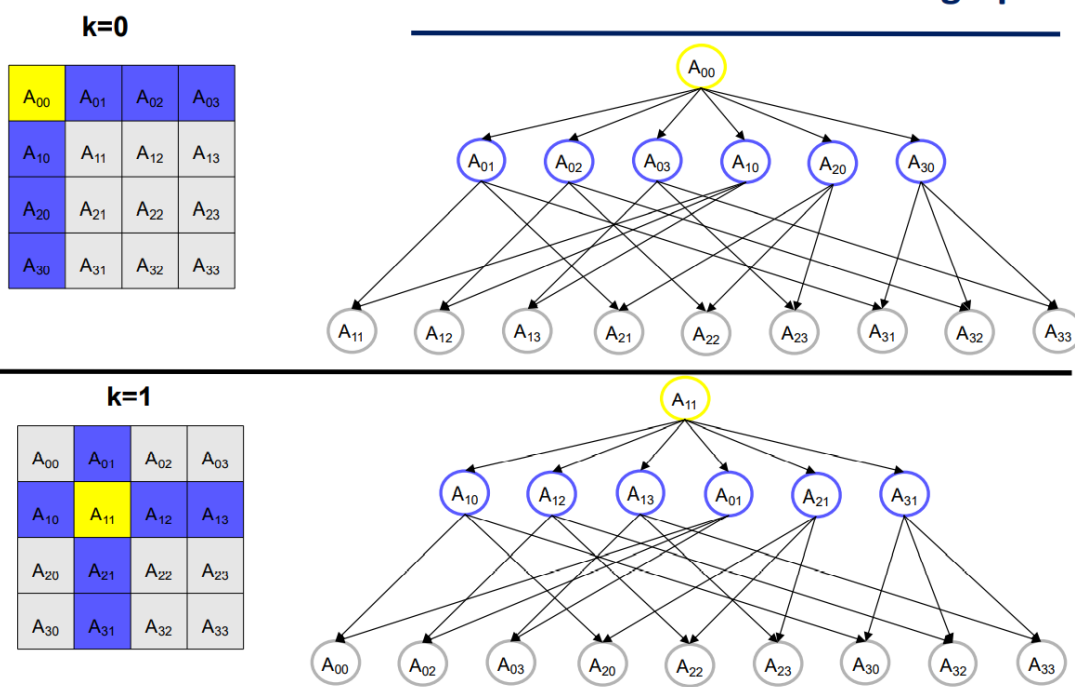 k=0
A₀₀ A₀₁ A₀₂ A₀₃
A₁₀ A₁₁ A₁₂ A₁₃
A₂₀ A₂₁ A₂₂ A₂₃
A₃₀ A₃₁ A₃₂ A₃₃
A₀₀
A₀₁ A₀₂ A₀₃ A₁₀ A₂₀ A₃₀
A₁₁ A₁₂ A₁₃ A₂₁ A₂₂ A₂₃ A₃₁ A₃₂ A₃₃
k=1
A₀₀ A₀₁ A₀₂ A₀₃
A₁₀ A₁₁ A₁₂ A₁₃
A₂₀ A₂₁ A₂₂ A₂₃
A₃₀ A₃₁ A₃₂ A₃₃
A₁₁
A₁₀ A₁₂ A₁₃ A₀₁ A₂₁ A₃₁
A₀₀ A₀₂ A₀₃ A₂₀ A₂₂ A₂₃ A₃₀ A₃₂ A₃₃